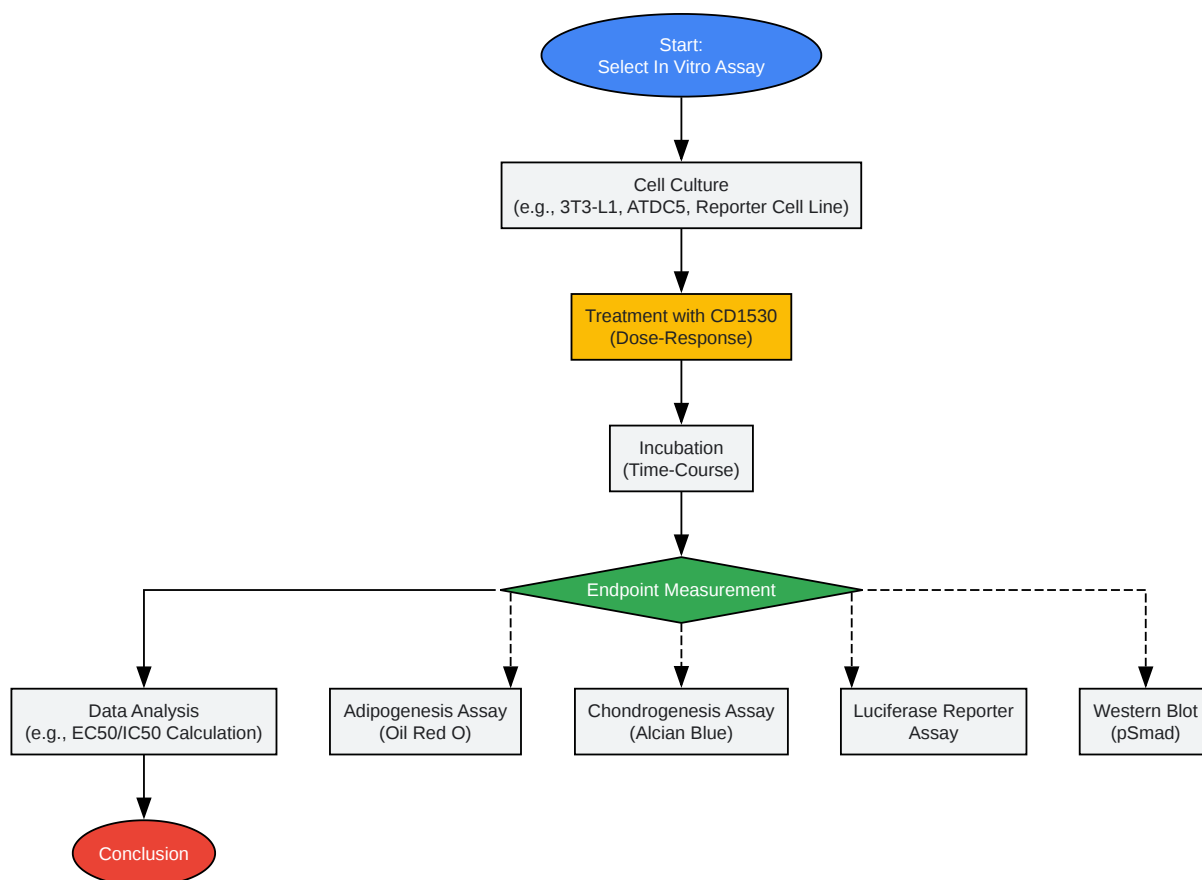 Start:
Select In Vitro Assay
Cell Culture
(e.g., 3T3-L1, ATDC5, Reporter Cell Line)
Treatment with CD1530
(Dose-Response)
Incubation
(Time-Course)
Endpoint Measurement
Data Analysis
(e.g., EC50/IC50 Calculation)
Adipogenesis Assay
(Oil Red O)
Chondrogenesis Assay
(Alcian Blue)
Luciferase Reporter
Assay
Western Blot
(pSmad)
Conclusion